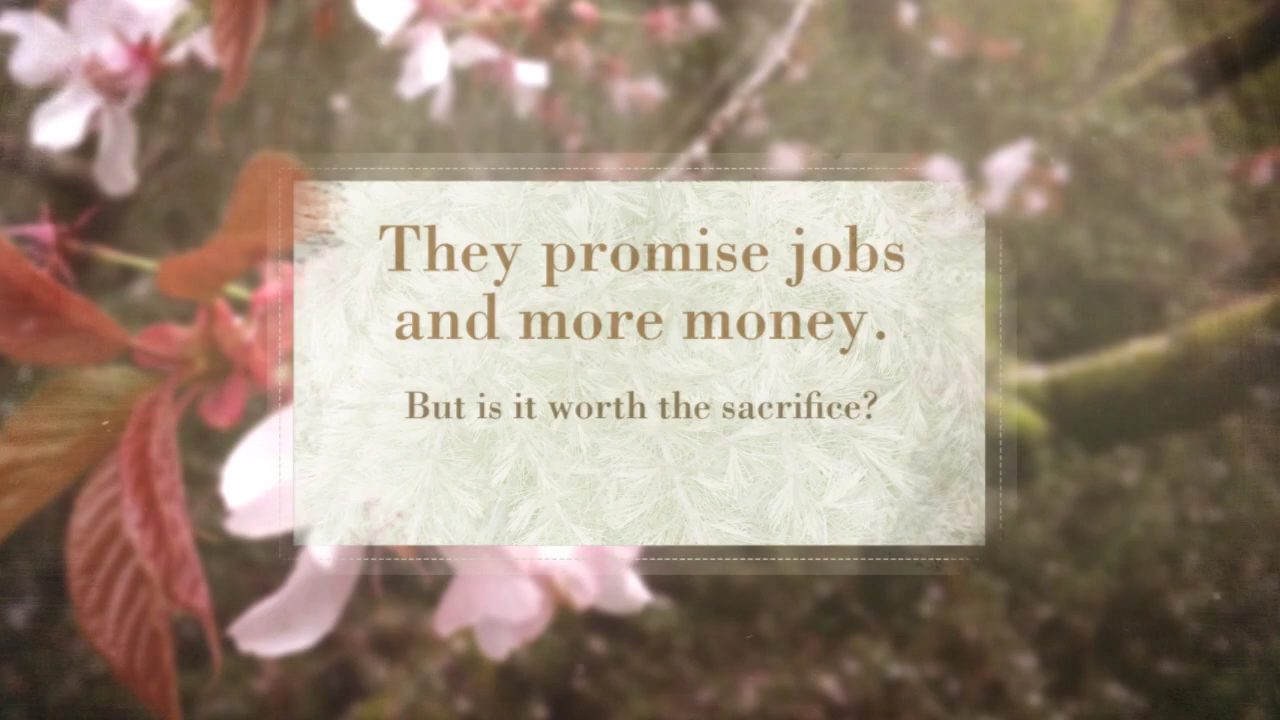 They promise jobs
and more money.
But is it worth the sacrifice?